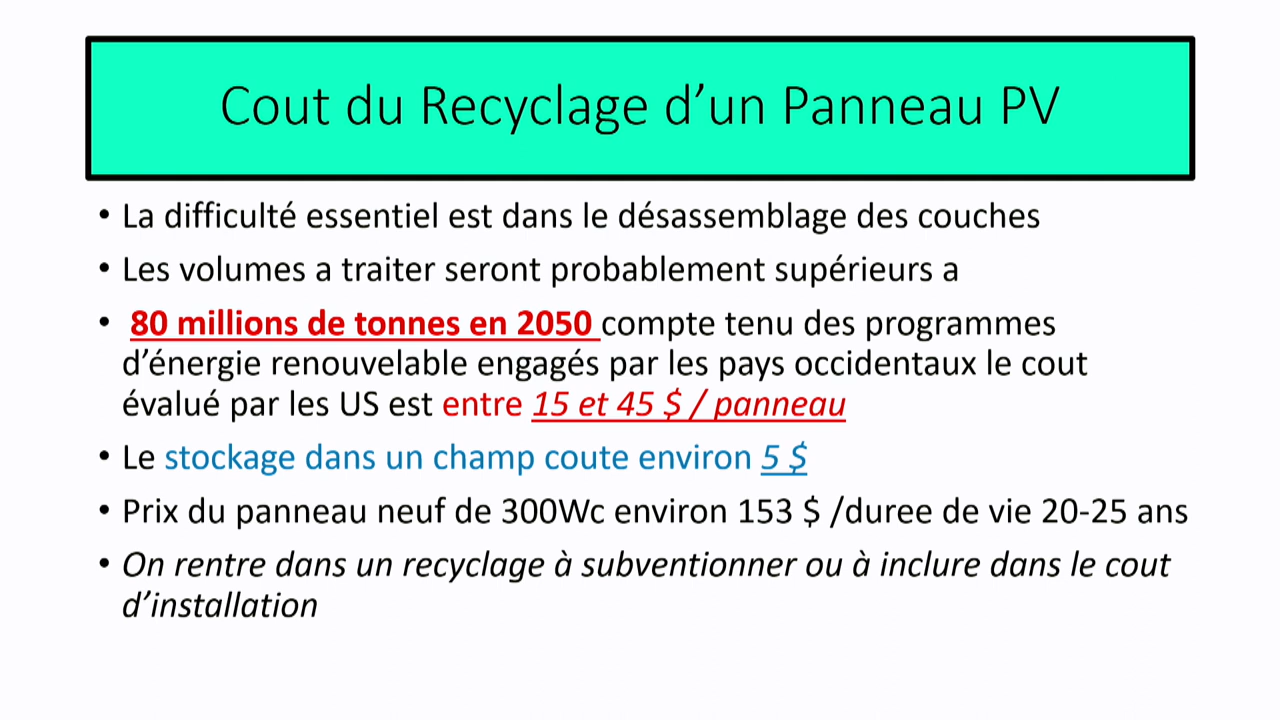 Cout du Recyclage d’un Panneau PV
• La difficulté essentiel est dans le désassemblage des couches
• Les volumes a traiter seront probablement supérieurs a
• 80 millions de tonnes en 2050 compte tenu des programmes
d’énergie renouvelable engagés par les pays occidentaux le cout
évalué par les US est entre 15 et 45 $ / panneau
• Le stockage dans un champ coute environ 5 $
• Prix du panneau neuf de 300Wc environ 153 $ /duree de vie 20-25 ans
• On rentre dans un recyclage à subventionner ou à inclure dans le cout
d’installation